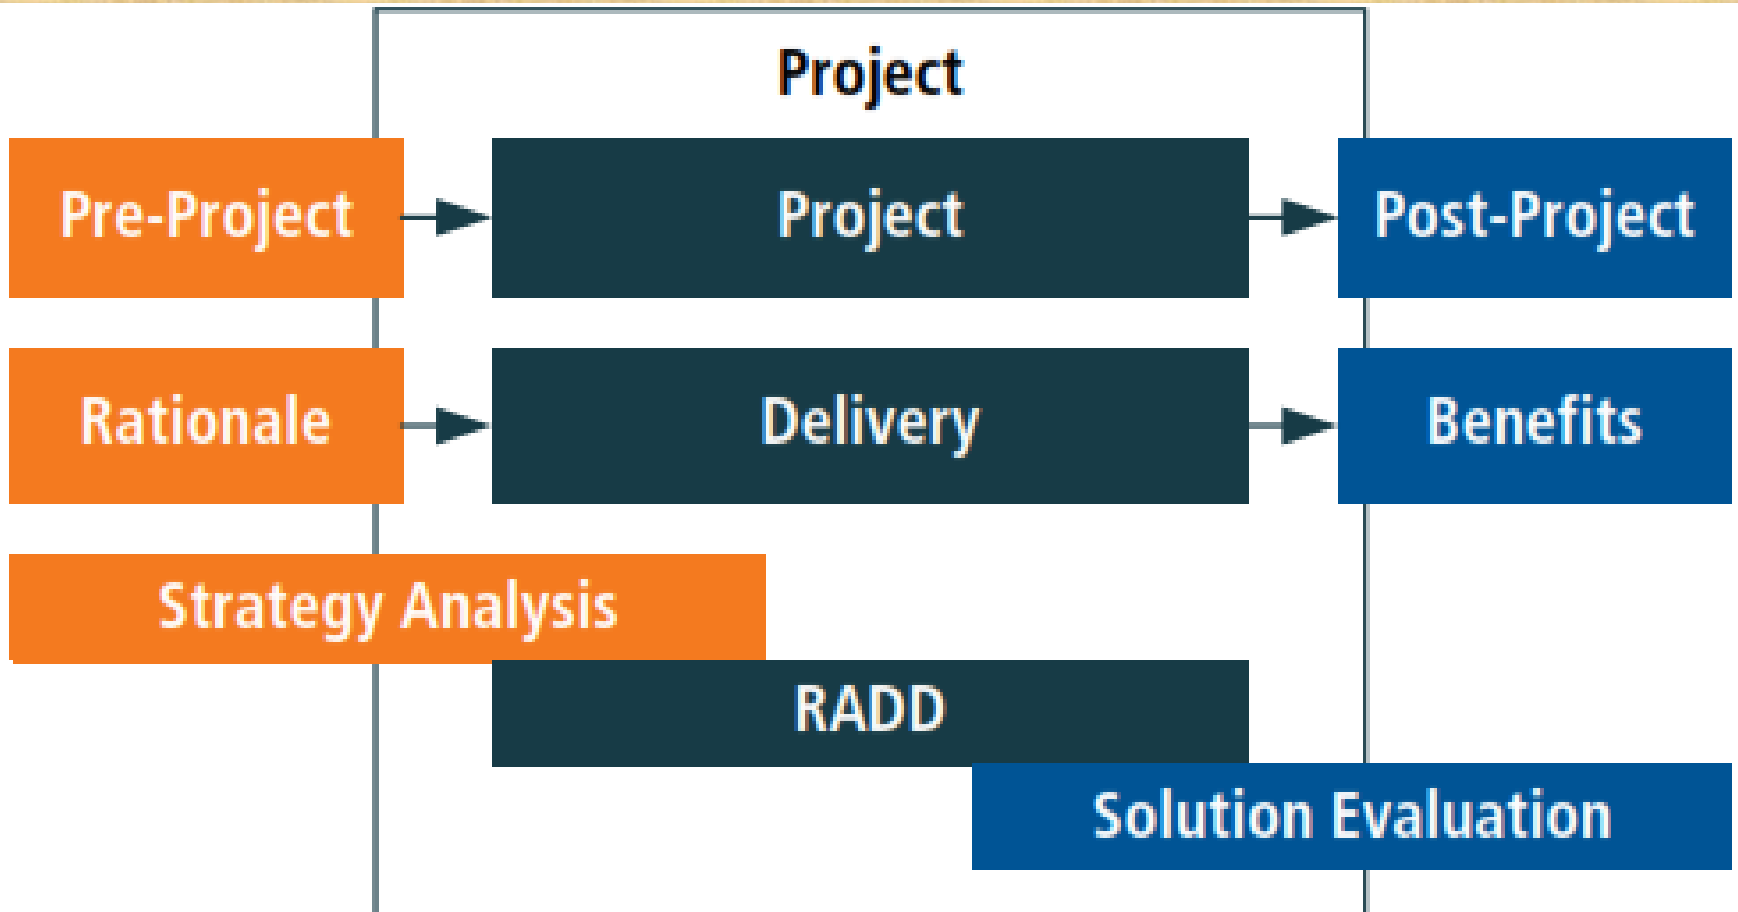 Project
Pre-Project
Project
Post-Project
Rationale
Delivery
Benefits
Strategy Analysis
RADD
Solution Evaluation